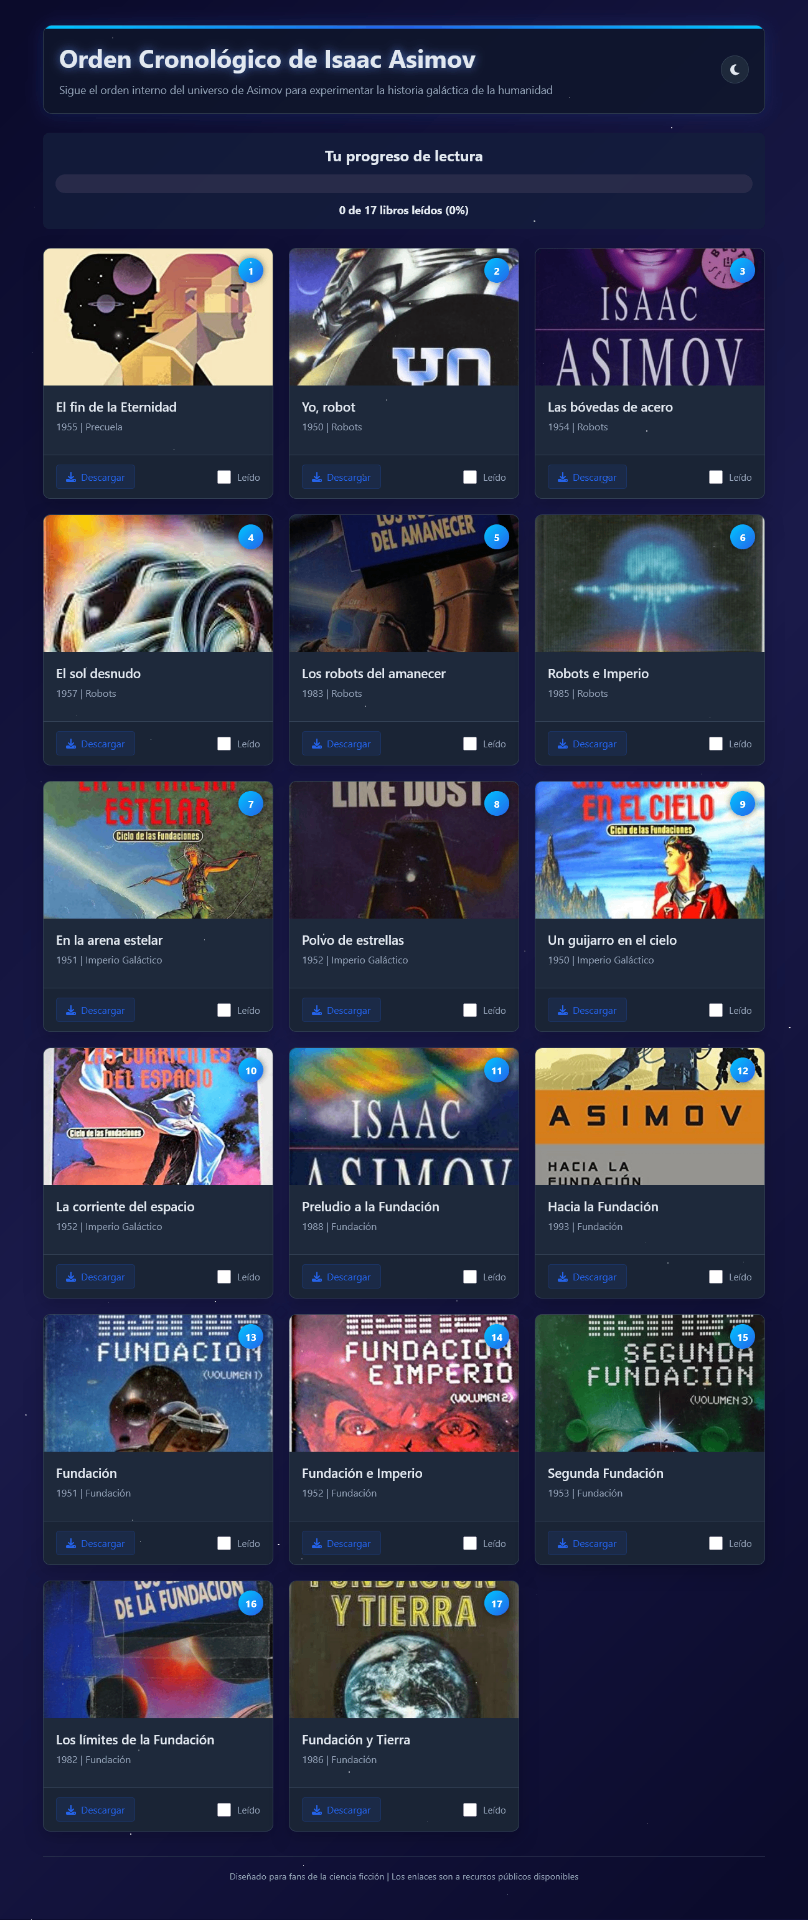 Orden Cronológico de Isaac Asimov
Sigue el orden interno del universo de Asimov para experimentar la historia galáctica de la humanidad
Tu progreso de lectura
0 de 17 libros leídos (0%)
1
El fin de la Eternidad
1955 | Precuela
Descargar
Leído
2
YO
Yo, robot
1950 | Robots
Descargar
Leído
3
BEST
ISAAC
ASIMOV
Las bóvedas de acero
1954 | Robots
Descargar
Leído
4
El sol desnudo
1957 | Robots
Descargar
Leído
5
DEL AMANECER
Los robots del amanecer
1983 | Robots
Descargar
Leído
6
Robots e Imperio
1985 | Robots
Descargar
Leído
7
EN LA ARENA
ESTELAR
Ciclo de las Fundaciones
En la arena estelar
1951 | Imperio Galáctico
Descargar
Leído
8
LIKE DUST
Polvo de estrellas
1952 | Imperio Galáctico
Descargar
Leído
9
UN GUIJARRO
EN EL CIELO
Ciclo de las Fundaciones
Un guijarro en el cielo
1950 | Imperio Galáctico
Descargar
Leído
10
LAS CORRIENTES
DEL ESPACIO
Ciclo de las Fundaciones
La corriente del espacio
1952 | Imperio Galáctico
Descargar
Leído
11
ISAAC
ASIMOV
Preludio a la Fundación
1988 | Fundación
Descargar
Leído
12
ASIMOV
HACIA LA
FUNDACIÓN
Hacia la Fundación
1993 | Fundación
Descargar
Leído
13
FUNDACION
(VOLUMEN 1)
Fundación
1951 | Fundación
Descargar
Leído
14
FUNDACION
E IMPERIO
(VOLUMEN 2)
Fundación e Imperio
1952 | Fundación
Descargar
Leído
15
SEGUNDA
FUNDACION
(VOLUMEN 3)
Segunda Fundación
1953 | Fundación
Descargar
Leído
16
DE LA FUNDACIÓN
Los límites de la Fundación
1982 | Fundación
Descargar
Leído
17
FUNDACIÓN
Y TIERRA
Fundación y Tierra
1986 | Fundación
Descargar
Leído
Diseñado para fans de la ciencia ficción | Los enlaces son a recursos públicos disponibles